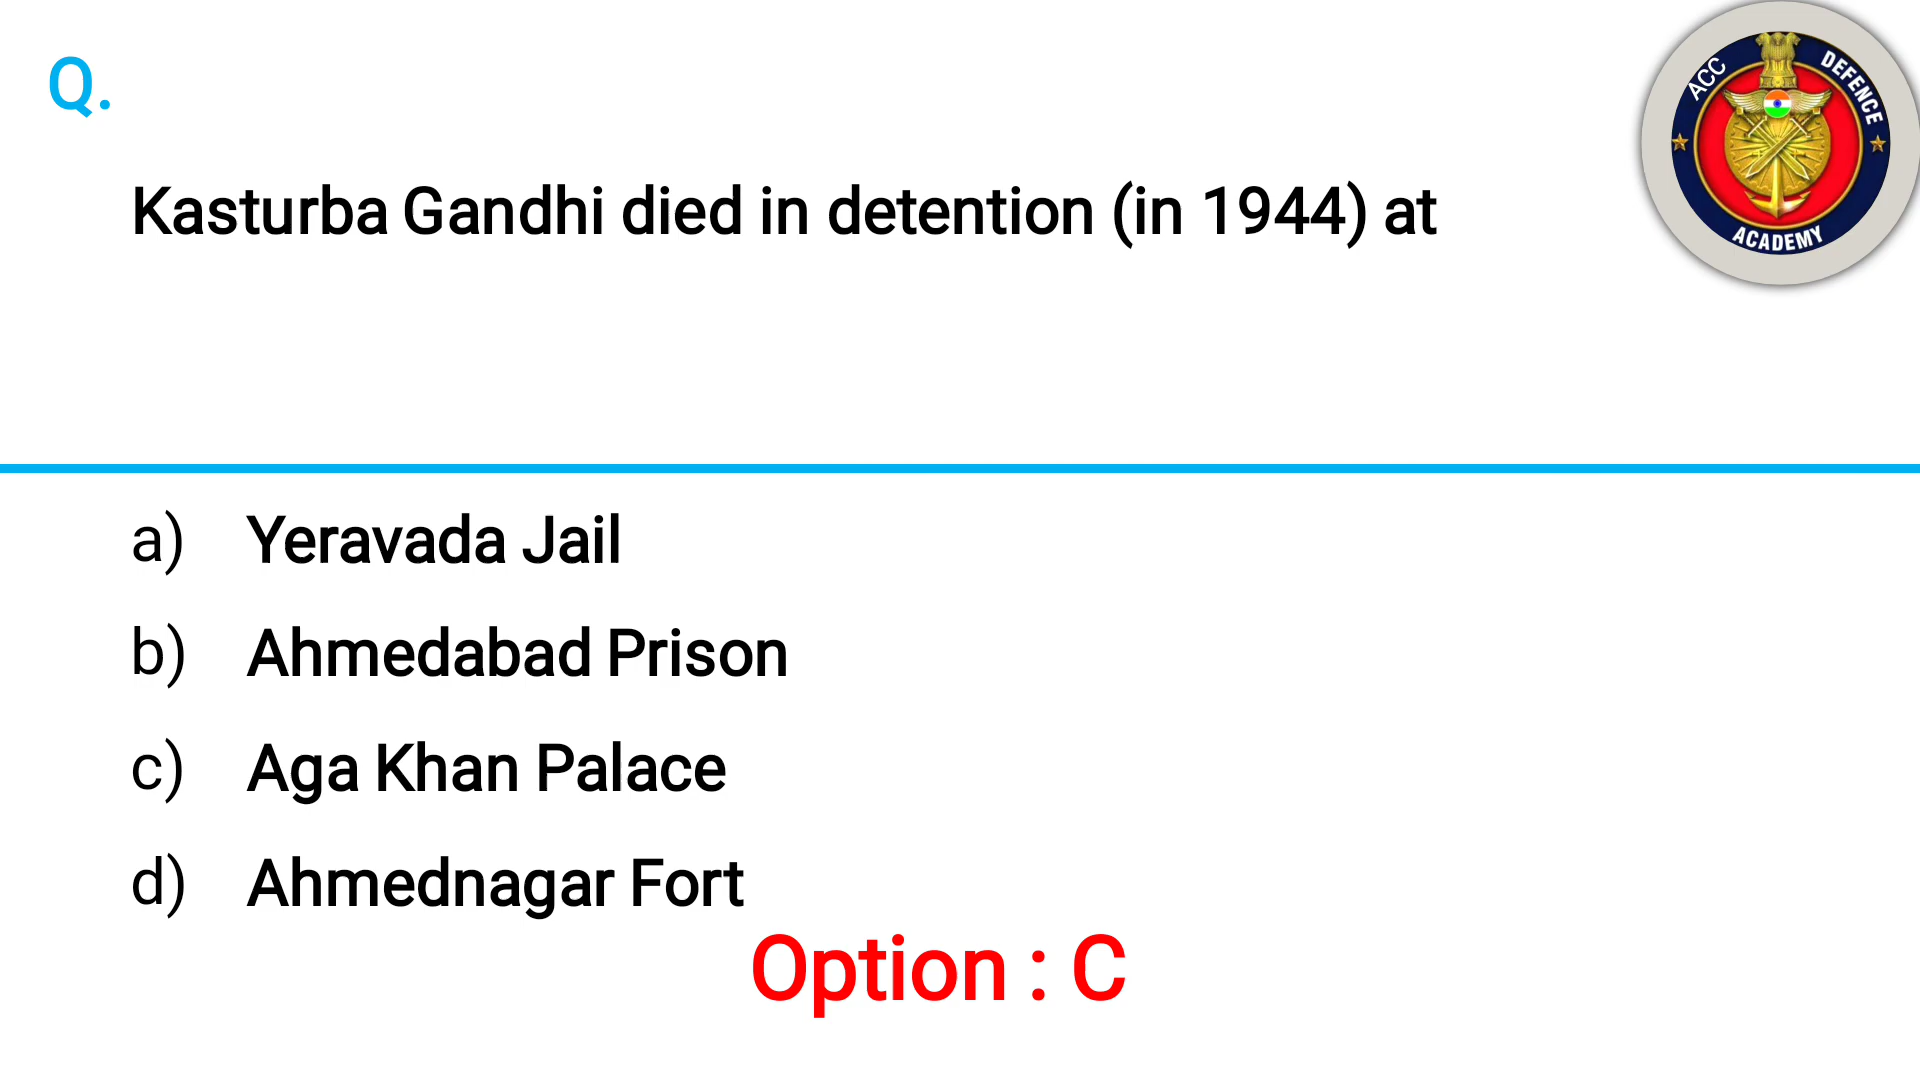 Q.
ACC DEFENCE
ACADEMY
Kasturba Gandhi died in detention (in 1944) at
a) Yeravada Jail
b) Ahmedabad Prison
c) Aga Khan Palace
d) Ahmednagar Fort
Option : C